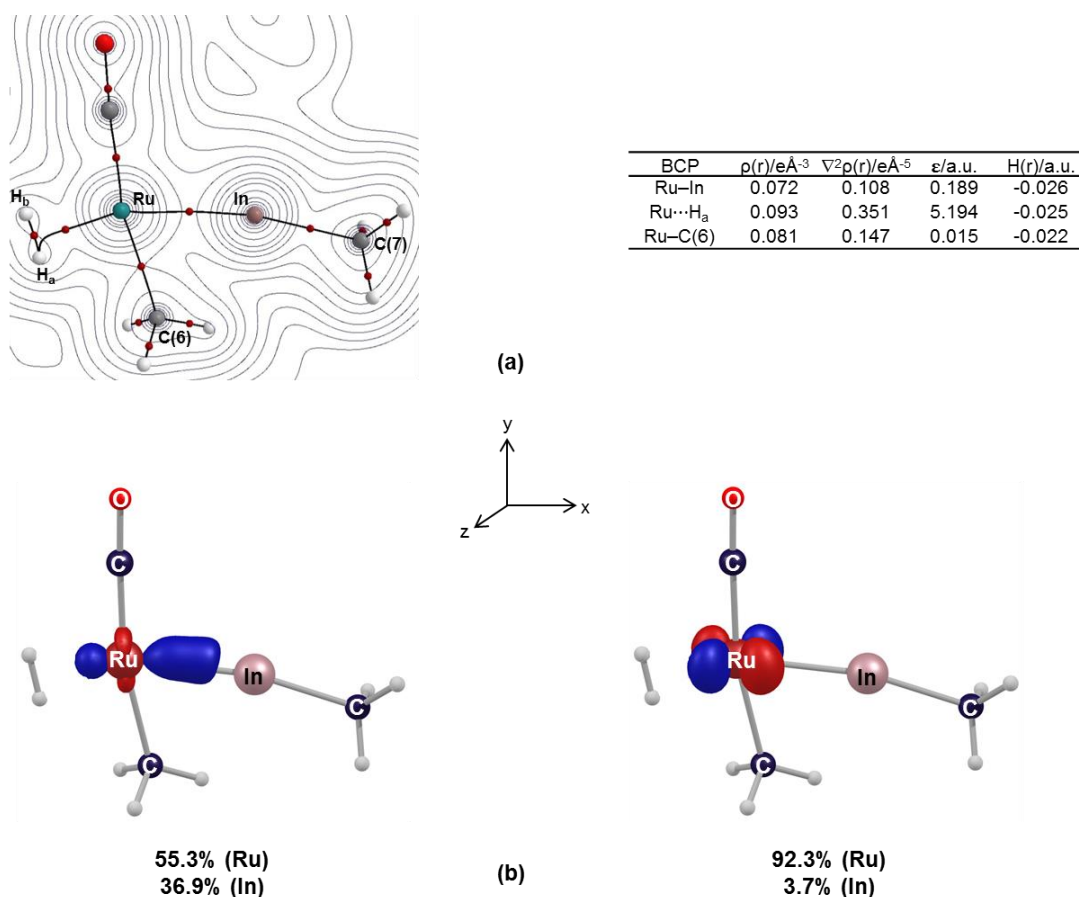 BCP ρ(r)/eÅ⁻³ ∇²ρ(r)/eÅ⁻⁵ ε/a.u. H(r)/a.u.
Ru–In 0.072 0.108 0.189 -0.026
Ru···Hₐ 0.093 0.351 5.194 -0.025
Ru–C(6) 0.081 0.147 0.015 -0.022
Ru In
H_b
C(7)
Hₐ
C(6)
(a)
y
x
z
O
C
Ru
In
C
C
O
C
Ru
In
C
C
55.3% (Ru)
36.9% (In)
(b)
92.3% (Ru)
3.7% (In)